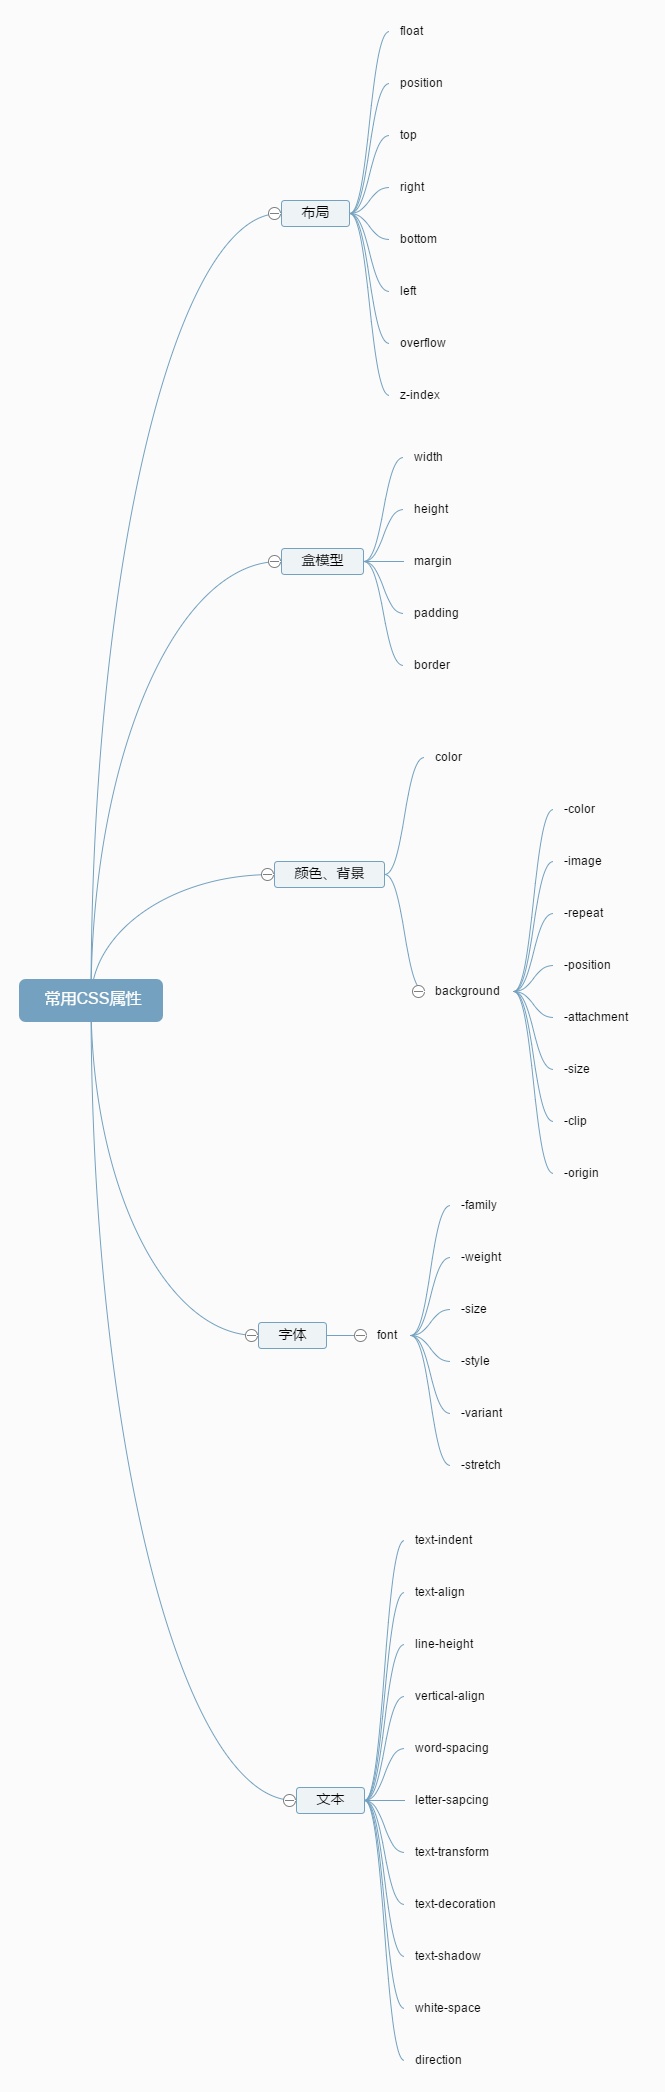 常用CSS属性
布局
float
position
top
right
bottom
left
overflow
z-index
盒模型
width
height
margin
padding
border
颜色、背景
color
background
-color
-image
-repeat
-position
-attachment
-size
-clip
-origin
字体
font
-family
-weight
-size
-style
-variant
-stretch
文本
text-indent
text-align
line-height
vertical-align
word-spacing
letter-sapcing
text-transform
text-decoration
text-shadow
white-space
direction